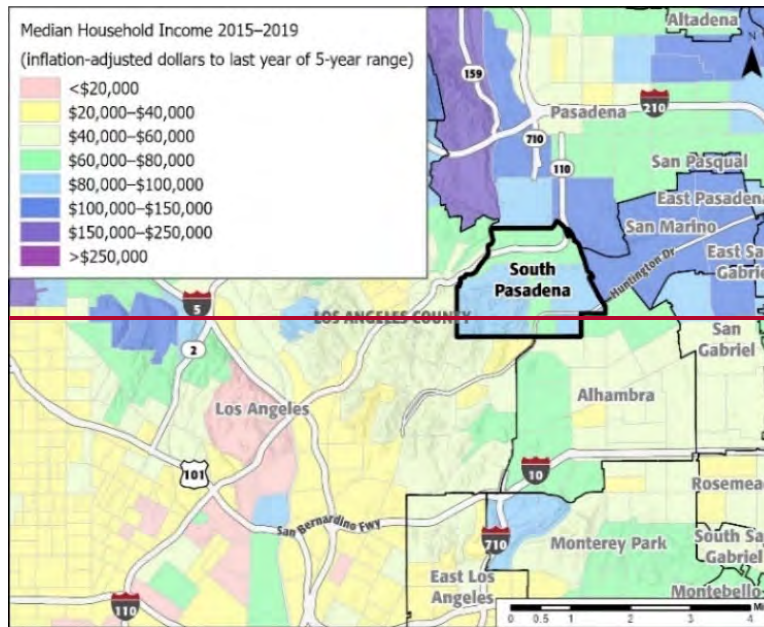 Median Household Income 2015–2019
(inflation-adjusted dollars to last year of 5-year range)
<$20,000
$20,000–$40,000
$40,000–$60,000
$60,000–$80,000
$80,000–$100,000
$100,000–$150,000
$150,000–$250,000
>$250,000
Altadena
N
159
Pasadena
210
710
110
San Pasqual
East Pasadena
San Marino
East Sa
Gabriel
South
Pasadena
Huntington Dr
5
LOS ANGELES COUNTY
2
San
Gabriel
Los Angeles
Alhambra
101
10
Rosemead
San Bernardino Fwy
710
Monterey Park
South Sa
Gabriel
East Los
Angeles
Montebello
110
0 0.5 1 2 3 4
Mi